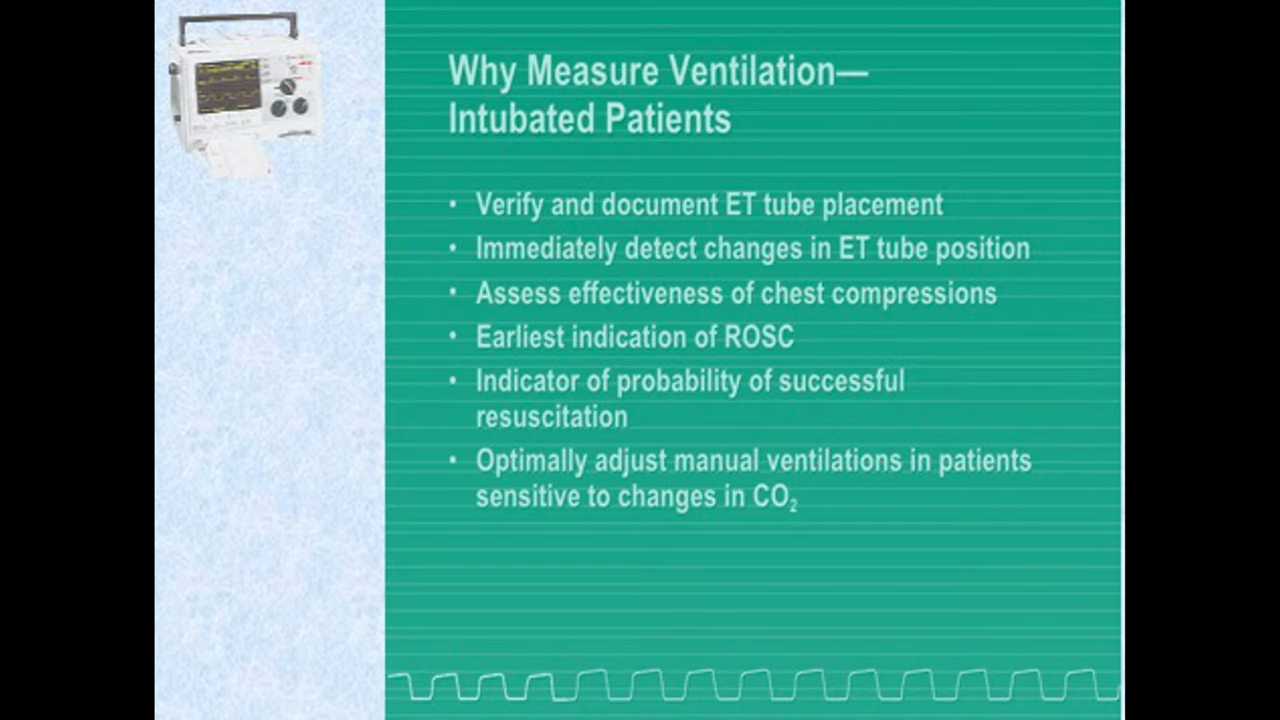 Why Measure Ventilation—
Intubated Patients
• Verify and document ET tube placement
• Immediately detect changes in ET tube position
• Assess effectiveness of chest compressions
• Earliest indication of ROSC
• Indicator of probability of successful
resuscitation
• Optimally adjust manual ventilations in patients
sensitive to changes in CO₂